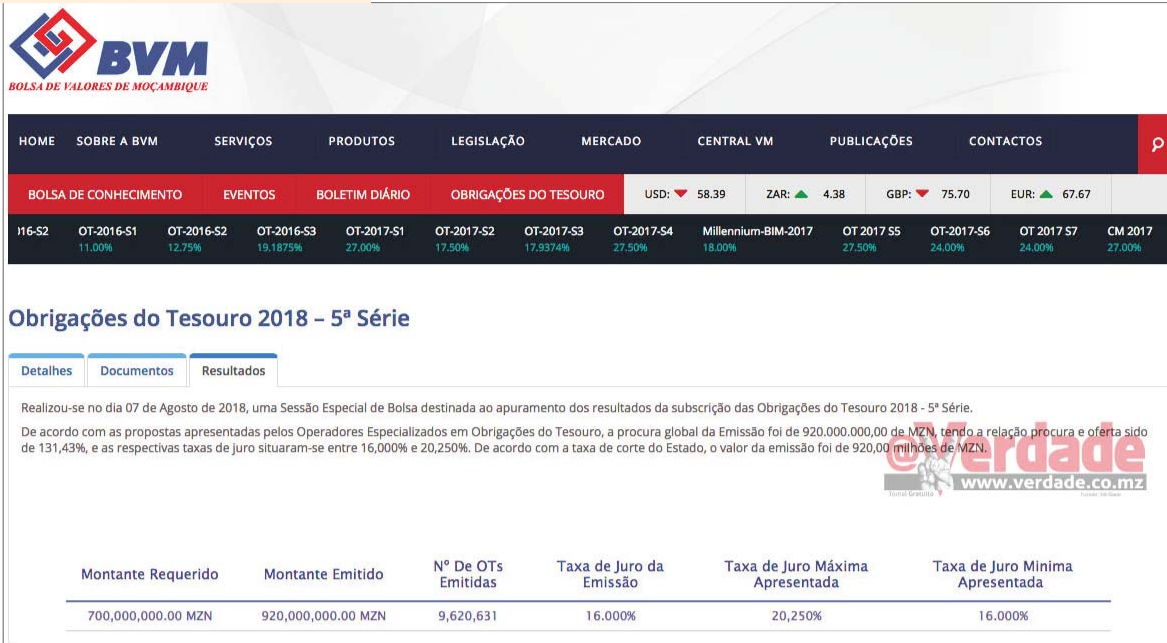 BVM
BOLSA DE VALORES DE MOÇAMBIQUE
HOME SOBRE A BVM SERVIÇOS PRODUTOS LEGISLAÇÃO MERCADO CENTRAL VM PUBLICAÇÕES CONTACTOS
BOLSA DE CONHECIMENTO EVENTOS BOLETIM DIÁRIO OBRIGAÇÕES DO TESOURO USD: 58.39 ZAR: 4.38 GBP: 75.70 EUR: 67.67
)16-S2 OT-2016-S1 OT-2016-S2 OT-2016-S3 OT-2017-S1 OT-2017-S2 OT-2017-S3 OT-2017-S4 Millennium-BIM-2017 OT 2017 S5 OT-2017-S6 OT 2017 S7 CM 2017
11.00% 12.75% 19.1875% 27.00% 17.50% 17.9374% 27.50% 18.00% 27.50% 24.00% 24.00% 27.00%
Obrigações do Tesouro 2018 – 5ª Série
Detalhes Documentos Resultados
Realizou-se no dia 07 de Agosto de 2018, uma Sessão Especial de Bolsa destinada ao apuramento dos resultados da subscrição das Obrigações do Tesouro 2018 - 5ª Série.
De acordo com as propostas apresentadas pelos Operadores Especializados em Obrigações do Tesouro, a procura global da Emissão foi de 920.000.000,00 de MZN, tendo a relação procura e oferta sido
de 131,43%, e as respectivas taxas de juro situaram-se entre 16,000% e 20,250%. De acordo com a taxa de corte do Estado, o valor da emissão foi de 920,00 milhões de MZN.
@Verdade
www.verdade.co.mz
Jornal Gratuito
Montante Requerido Montante Emitido Nº De OTs Emitidas Taxa de Juro da Emissão Taxa de Juro Máxima Apresentada Taxa de Juro Minima Apresentada
700,000,000.00 MZN 920,000,000.00 MZN 9,620,631 16.000% 20,250% 16.000%